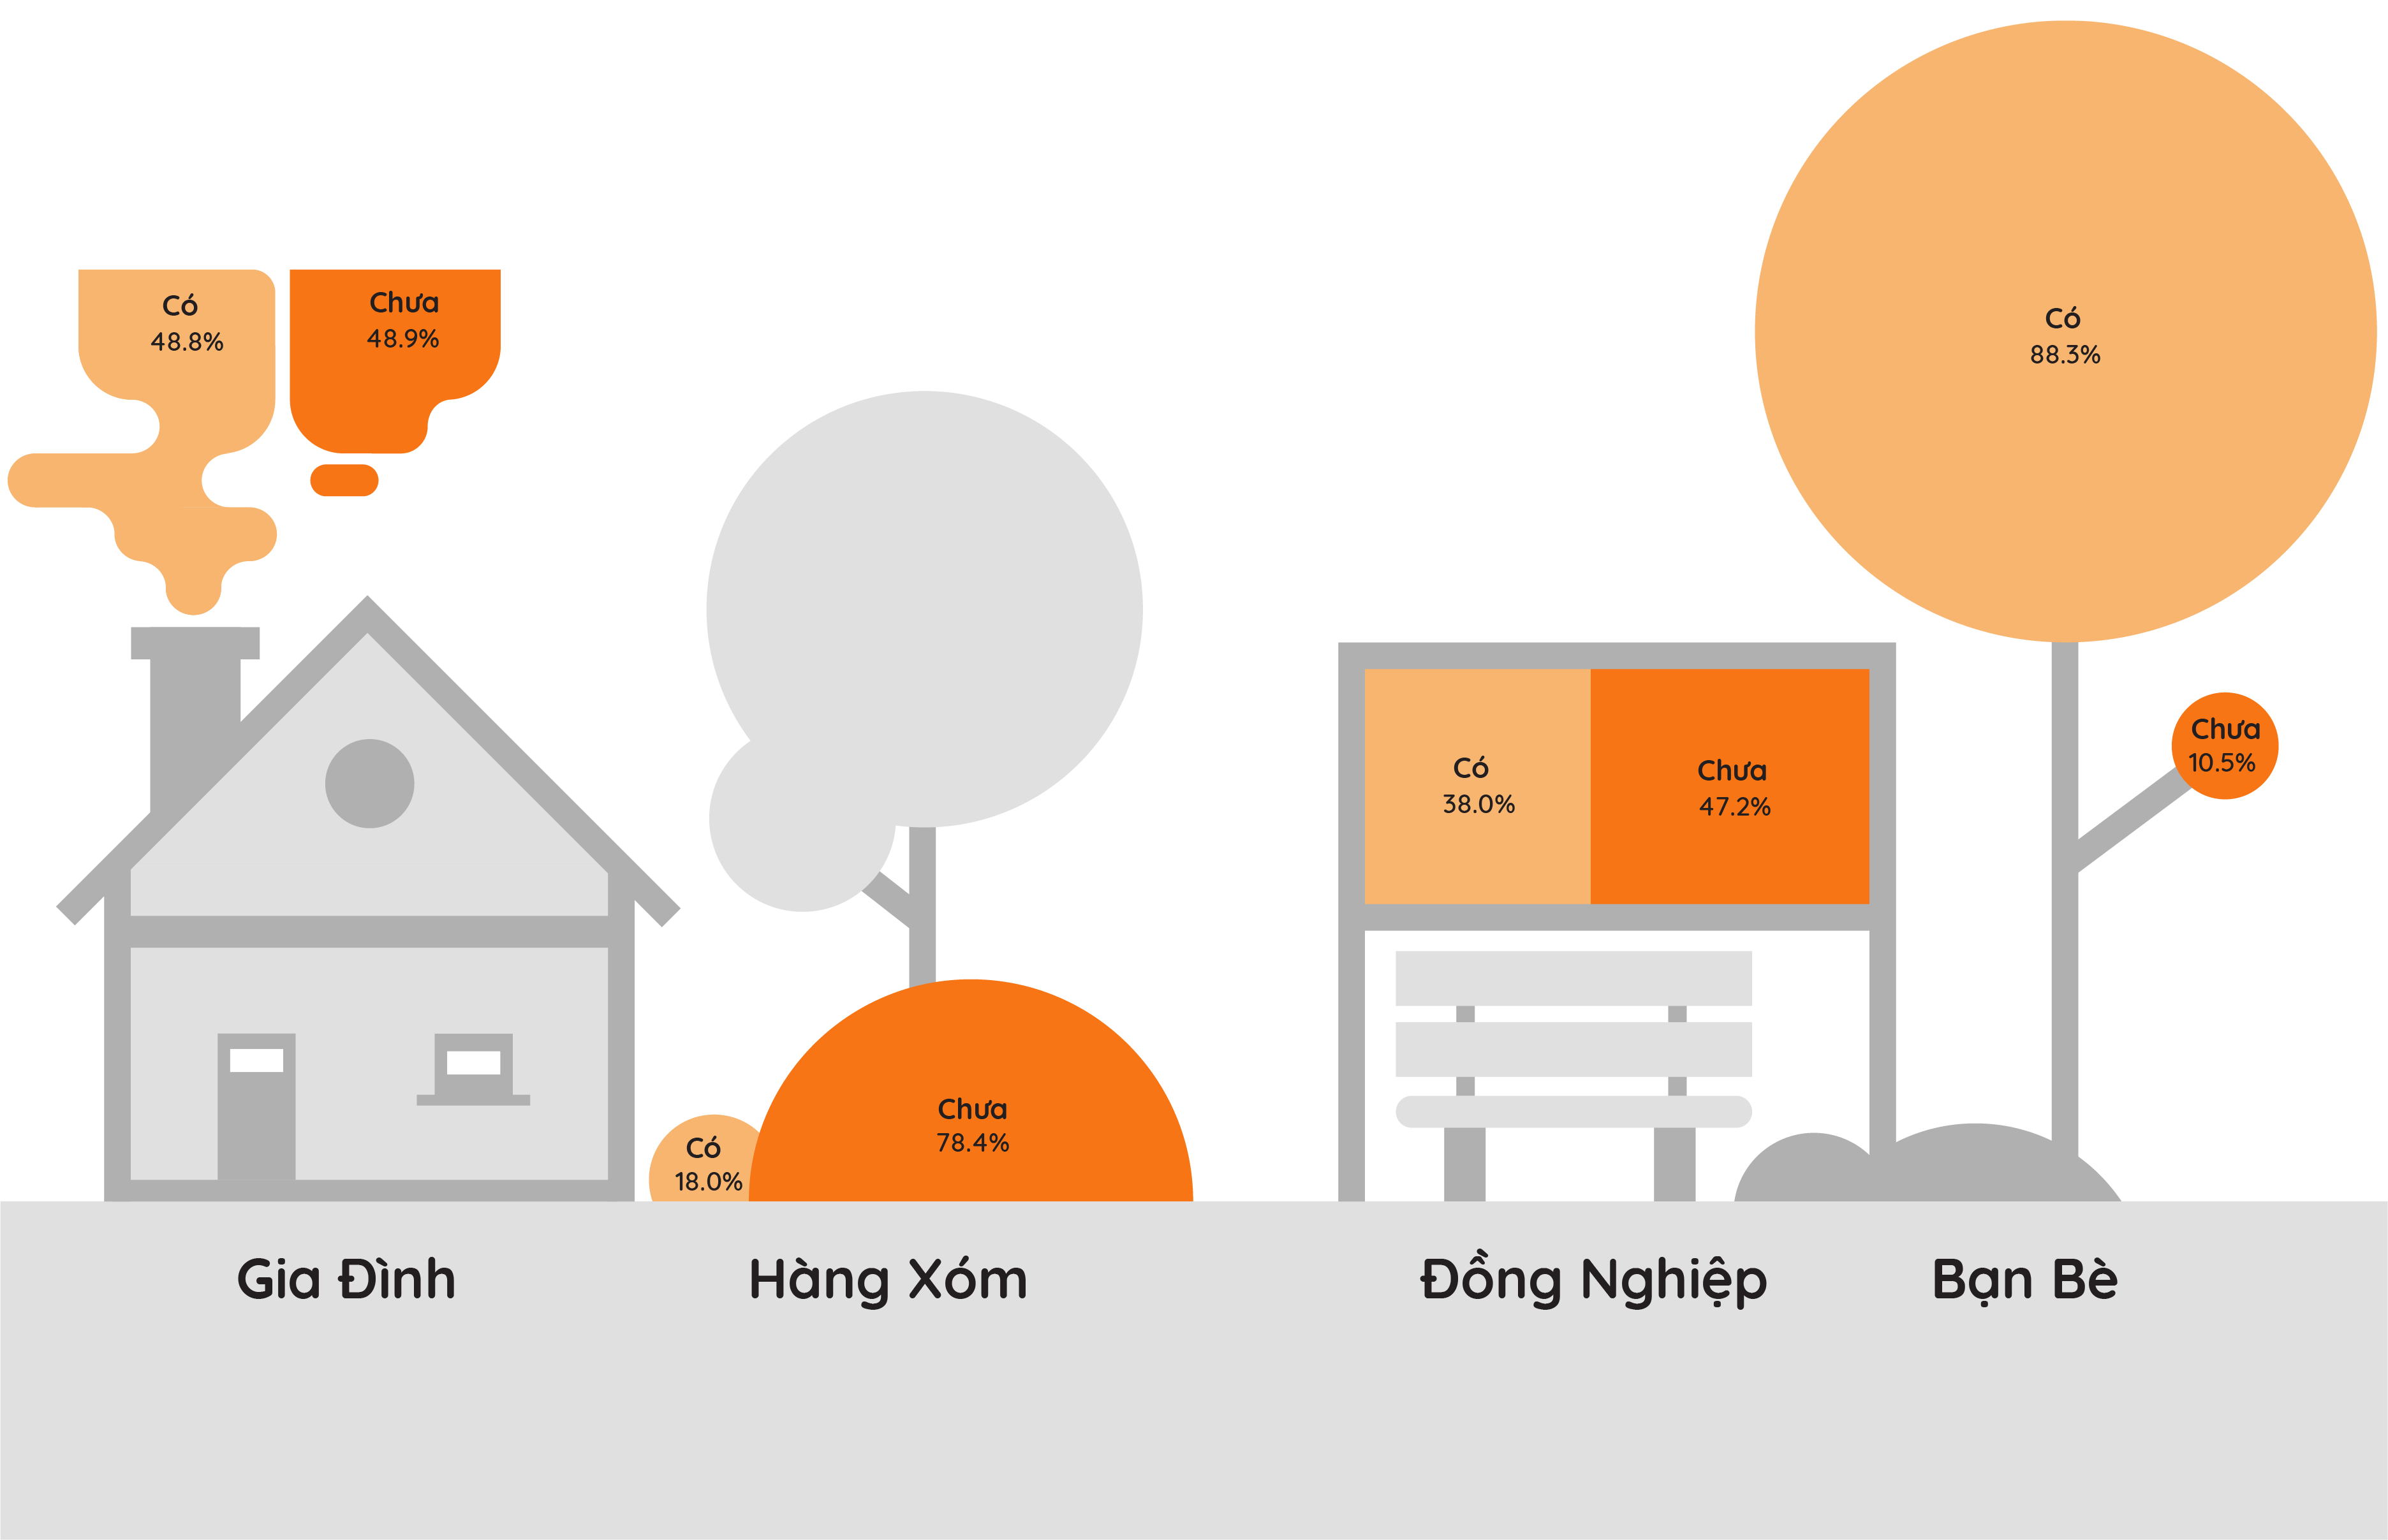 Có
48.8%
Chưa
48.9%
Có
18.0%
Chưa
78.4%
Có
38.0%
Chưa
47.2%
Có
88.3%
Chưa
10.5%
Gia Đình
Hàng Xóm
Đồng Nghiệp
Bạn Bè